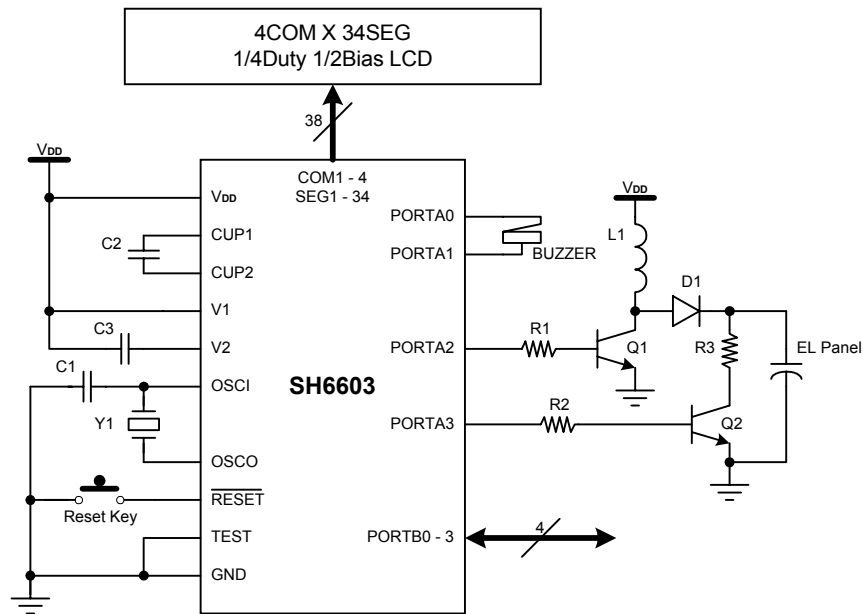 4COM X 34SEG
1/4Duty 1/2Bias LCD
38
VDD
COM1 - 4
SEG1 - 34
VDD
CUP1
C2
CUP2
V1
C3
V2
C1
OSCI
Y1
OSCO
RESET
Reset Key
TEST
GND
SH6603
PORTA0
PORTA1
BUZZER
VDD
L1
D1
PORTA2
R1
Q1
R3
EL Panel
PORTA3
R2
Q2
PORTB0 - 3
4